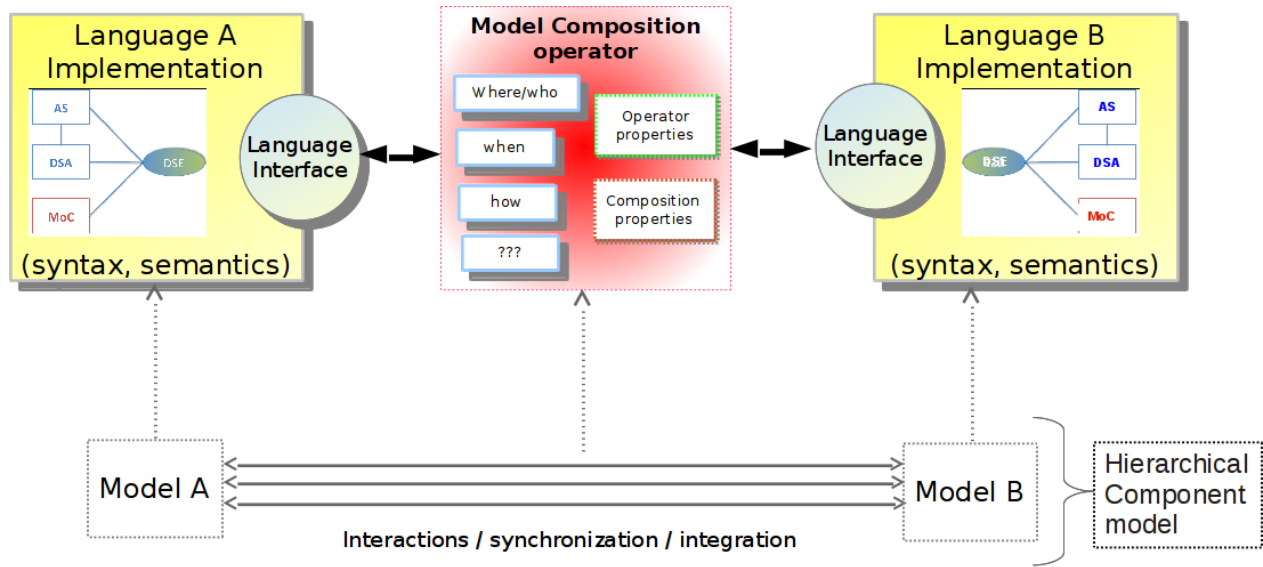 Language A
Implementation
AS
DSA
DSE
MoC
(syntax, semantics)
Language
Interface
Model Composition
operator
Where/who
when
how
???
Operator
properties
Composition
properties
Language
Interface
Language B
Implementation
AS
DSA
MoC
(syntax, semantics)
Model A
Model B
Interactions / synchronization / integration
Hierarchical
Component
model